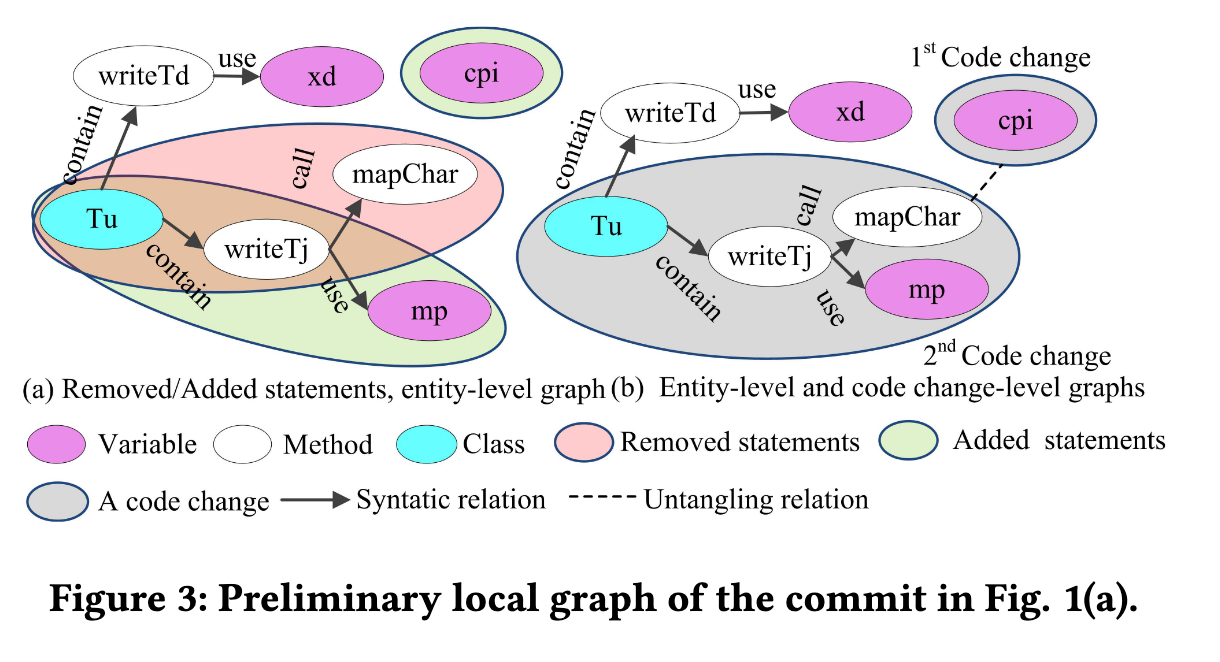 writeTd
use
xd
cpi
contain
call
mapChar
Tu
writeTj
contain
use
mp
1st Code change
writeTd
use
xd
cpi
contain
call
mapChar
Tu
writeTj
contain
use
mp
2nd Code change
(a) Removed/Added statements, entity-level graph
(b) Entity-level and code change-level graphs
Variable Method Class Removed statements Added statements
A code change Syntatic relation Untangling relation
Figure 3: Preliminary local graph of the commit in Fig. 1(a).